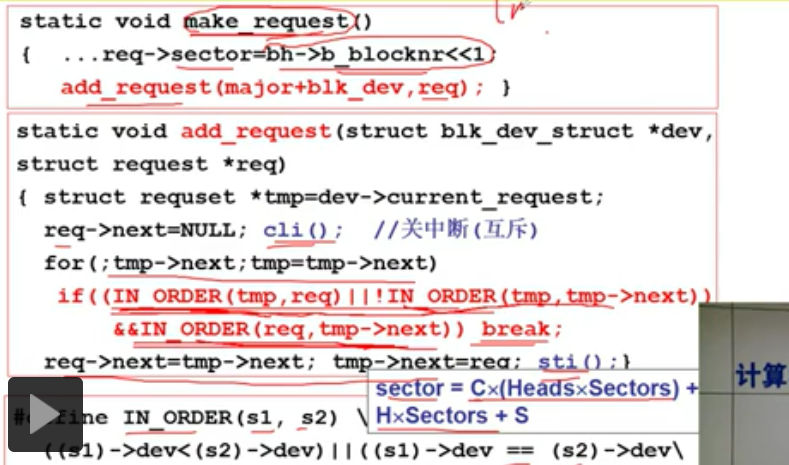 static void make_request()
{ ...req->sector=bh->b_blocknr<<1;
add_request(major+blk_dev,req); }
static void add_request(struct blk_dev_struct *dev,
struct request *req)
{ struct requset *tmp=dev->current_request;
req->next=NULL; cli(); //关中断(互斥)
for(;tmp->next;tmp=tmp->next)
if((IN_ORDER(tmp,req)||!IN_ORDER(tmp,tmp->next))
&&IN_ORDER(req,tmp->next)) break;
req->next=tmp->next; tmp->next=req; sti();}
sector = C×(Heads×Sectors) +
H×Sectors + S
计算
IN_ORDER(s1, s2) \
((s1)->dev<(s2)->dev)||((s1)->dev == (s2)->dev\